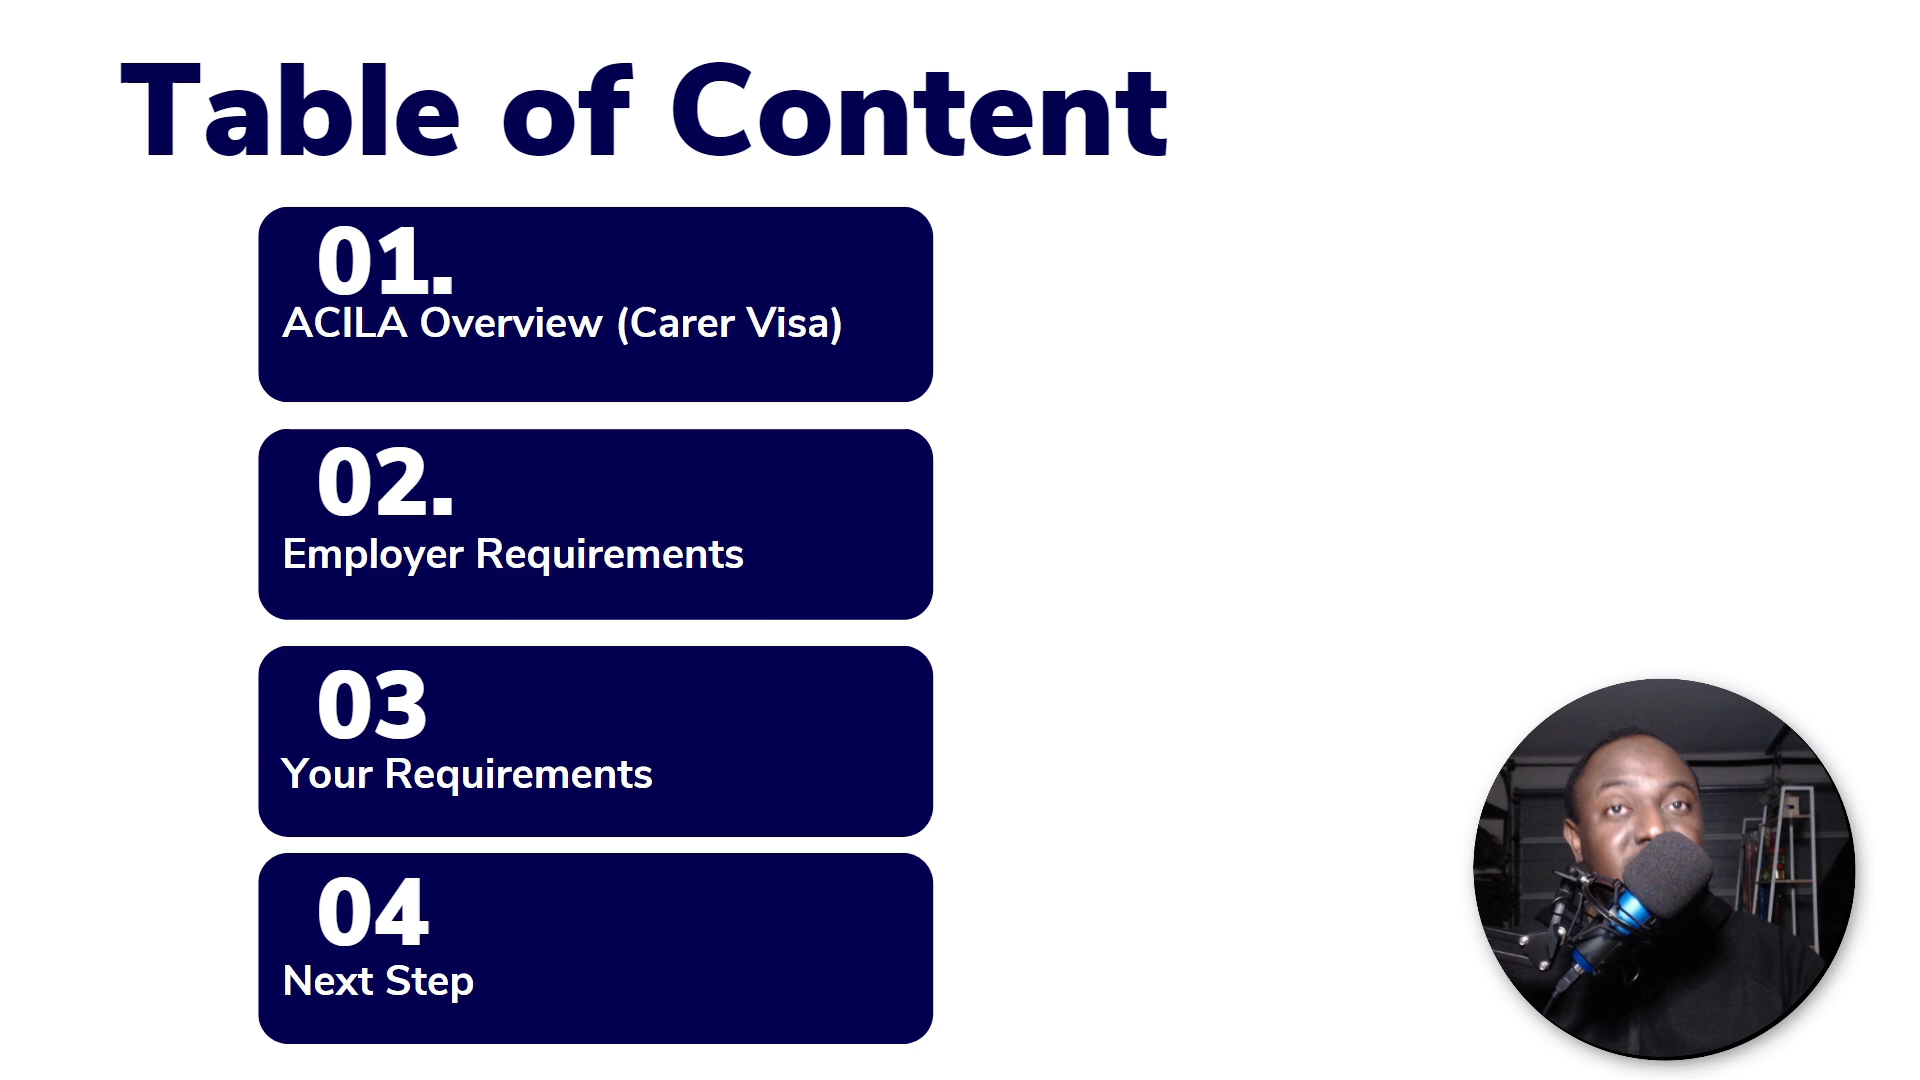 Table of Content
01.
ACILA Overview (Carer Visa)
02.
Employer Requirements
03
Your Requirements
04
Next Step